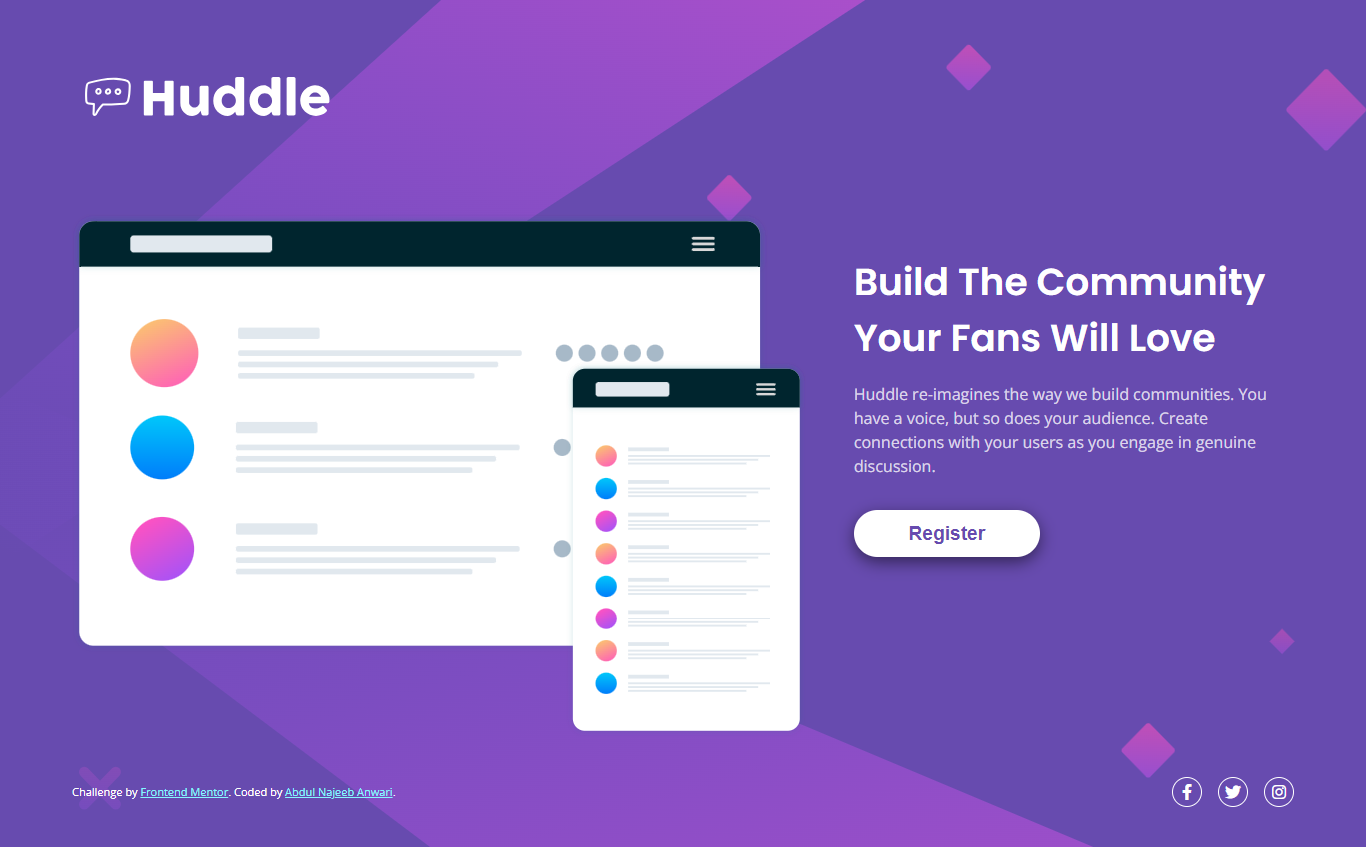 Huddle
Build The Community
Your Fans Will Love
Huddle re-imagines the way we build communities. You
have a voice, but so does your audience. Create
connections with your users as you engage in genuine
discussion.
Register
Challenge by Frontend Mentor. Coded by Abdul Najeeb Anwari.